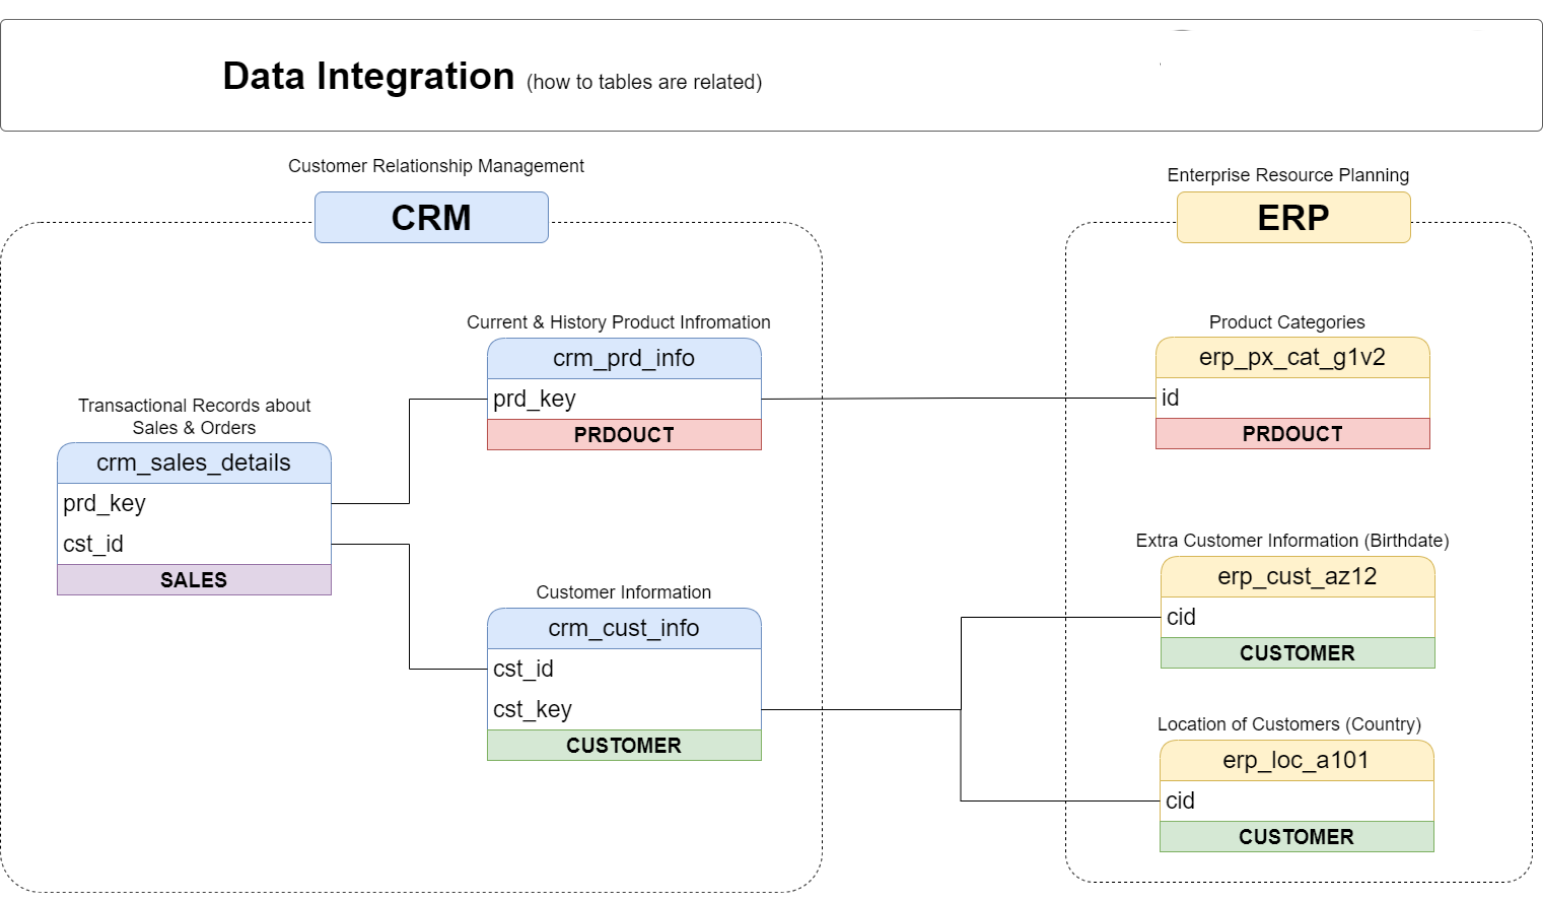 Data Integration (how to tables are related)
Customer Relationship Management
CRM
Transactional Records about
Sales & Orders
crm_sales_details
prd_key
cst_id
SALES
Current & History Product Infromation
crm_prd_info
prd_key
PRDOUCT
Customer Information
crm_cust_info
cst_id
cst_key
CUSTOMER
Enterprise Resource Planning
ERP
Product Categories
erp_px_cat_g1v2
id
PRDOUCT
Extra Customer Information (Birthdate)
erp_cust_az12
cid
CUSTOMER
Location of Customers (Country)
erp_loc_a101
cid
CUSTOMER